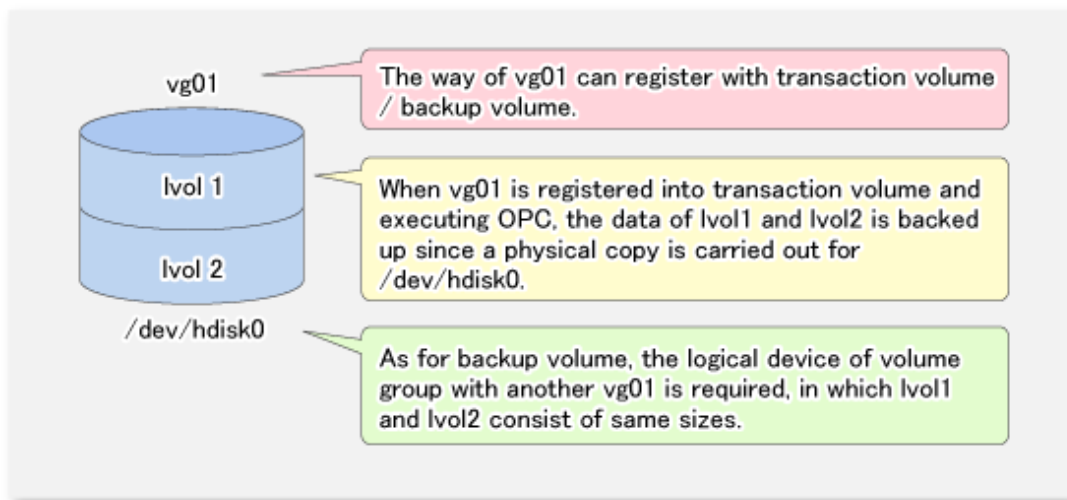 vg01
The way of vg01 can register with transaction volume
/ backup volume.
lvol 1
When vg01 is registered into transaction volume and
executing OPC, the data of lvol1 and lvol2 is backed
up since a physical copy is carried out for
/dev/hdisk0.
lvol 2
/dev/hdisk0
As for backup volume, the logical device of volume
group with another vg01 is required, in which lvol1
and lvol2 consist of same sizes.